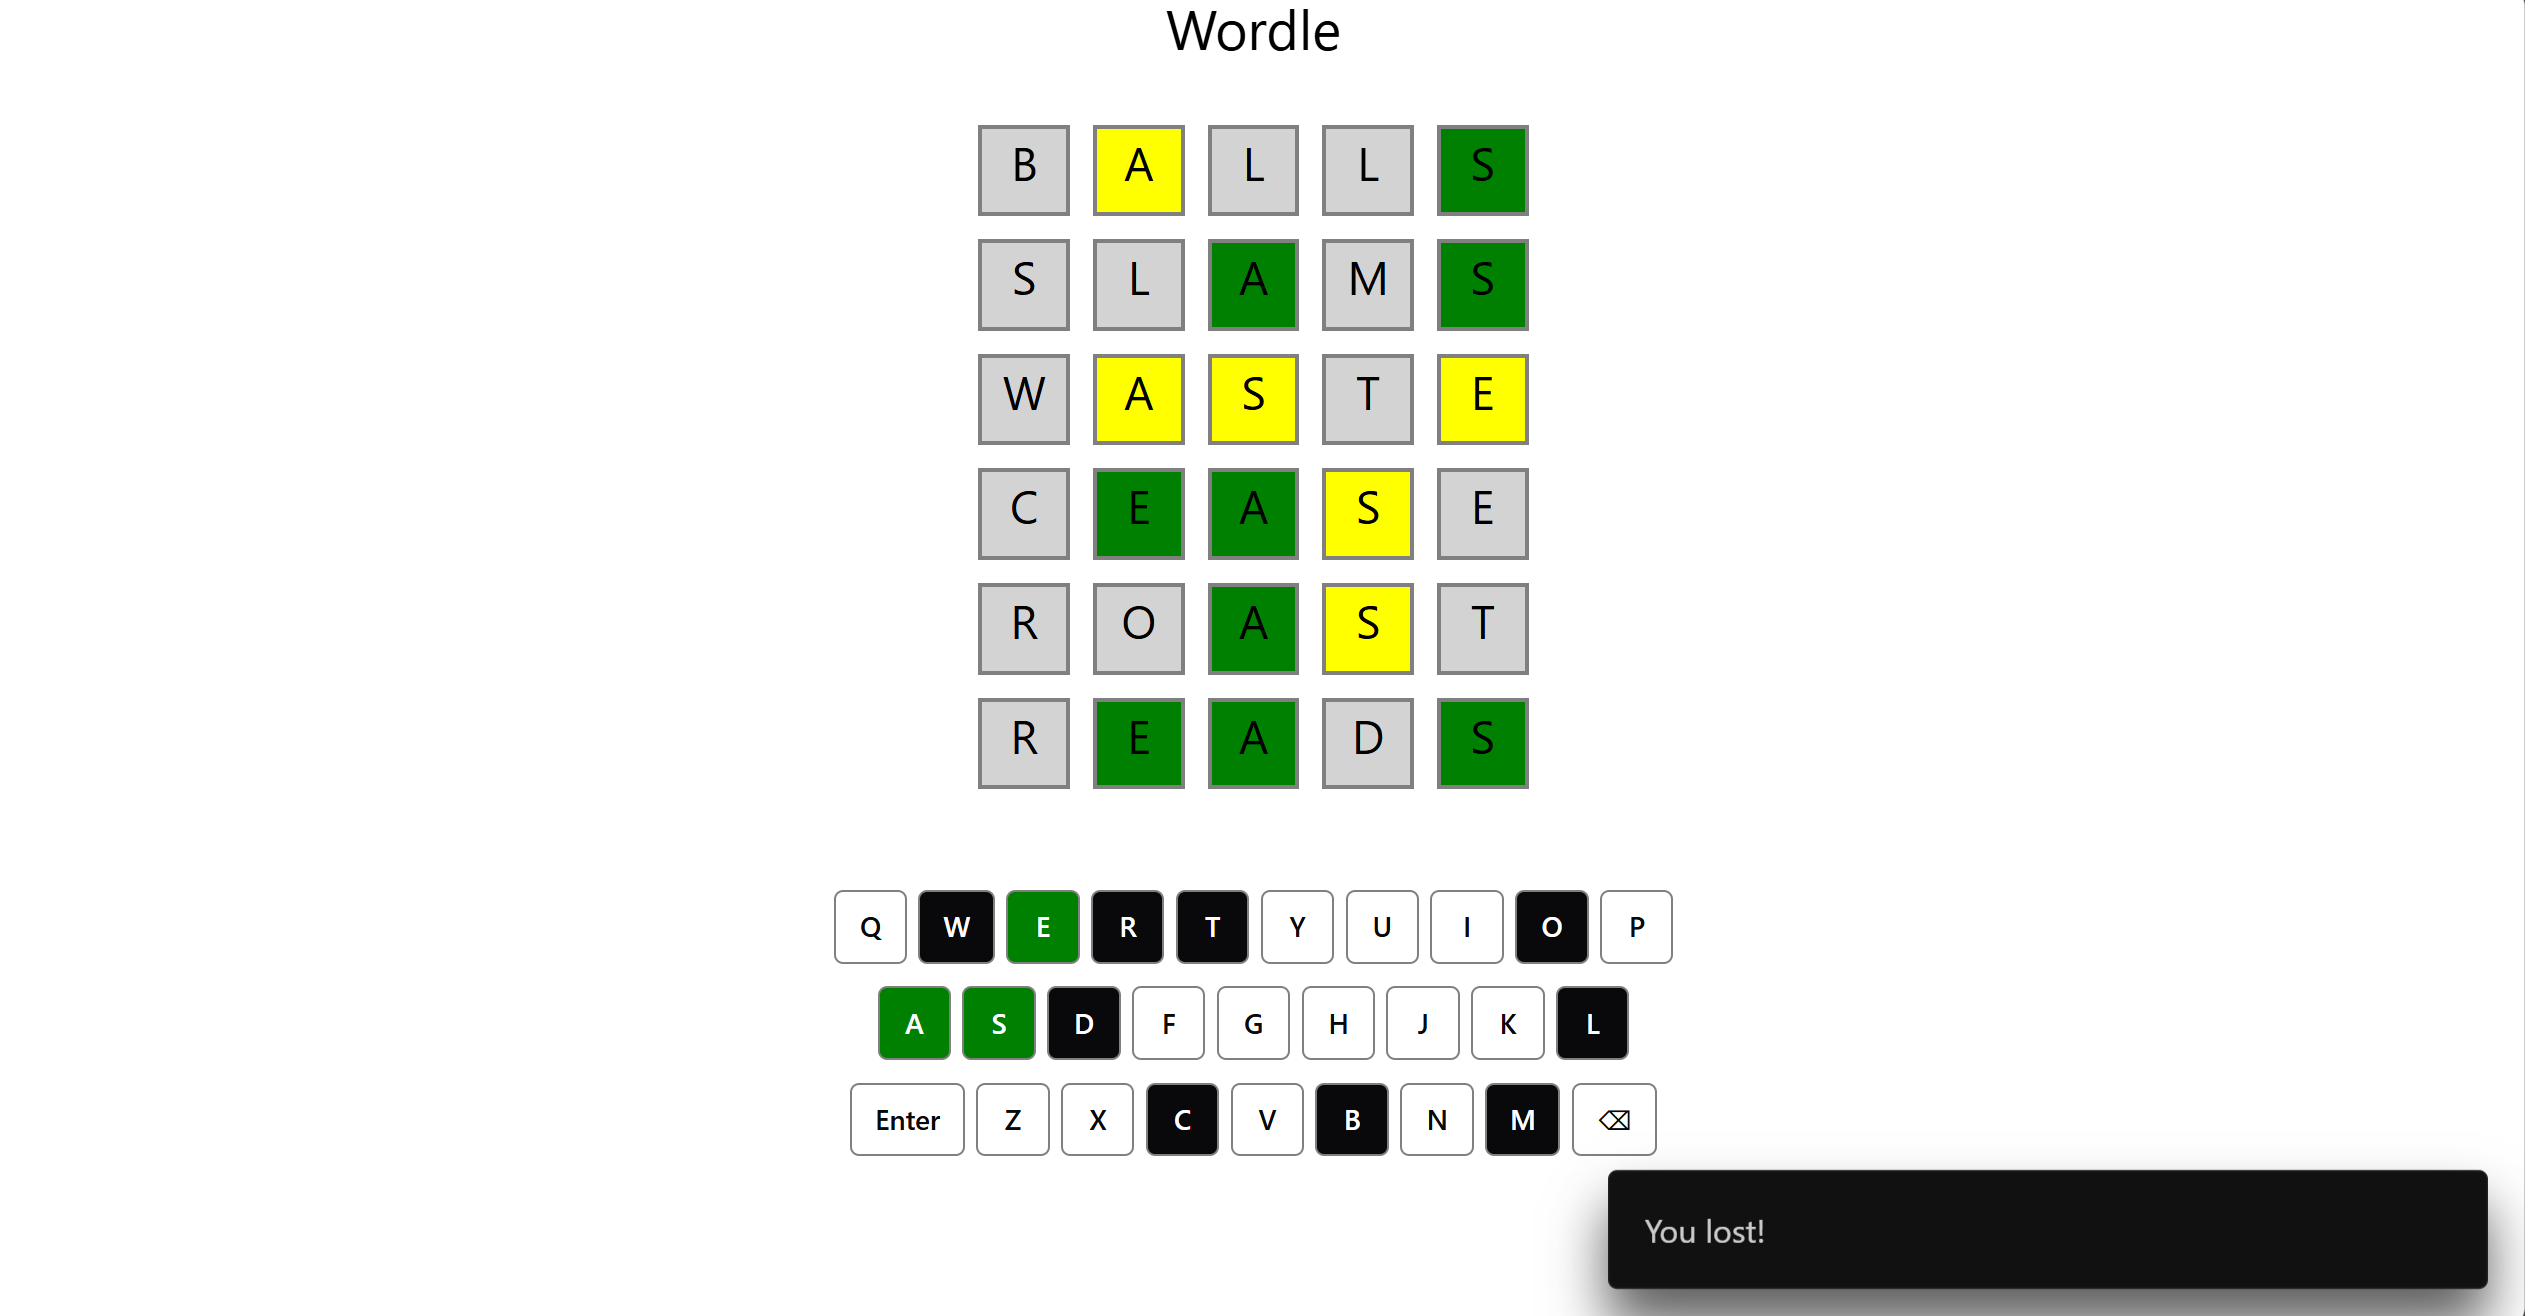 Wordle
B A L L S
S L A M S
W A S T E
C E A S E
R O A S T
R E A D S
Q W E R T Y U I O P
A S D F G H J K L
Enter Z X C V B N M ⌫
You lost!